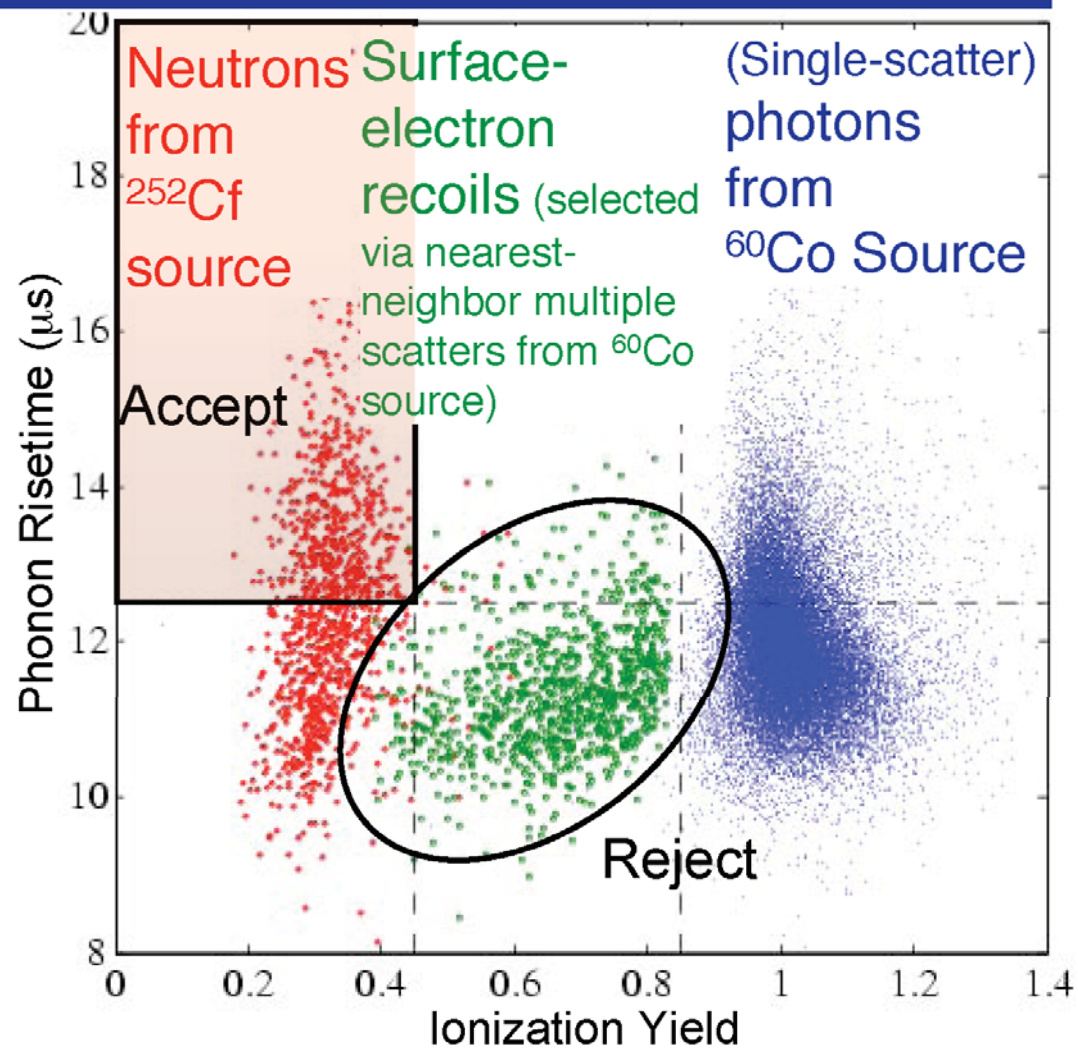 Neutrons
from
²⁵²Cf
source
Surface-
electron
recoils (selected
via nearest-
neighbor multiple
scatters from ⁶⁰Co
source)
(Single-scatter)
photons
from
⁶⁰Co Source
Accept
Reject
Phonon Risetime (μs)
20
18
16
14
12
10
8
0 0.2 0.4 0.6 0.8 1 1.2 1.4
Ionization Yield